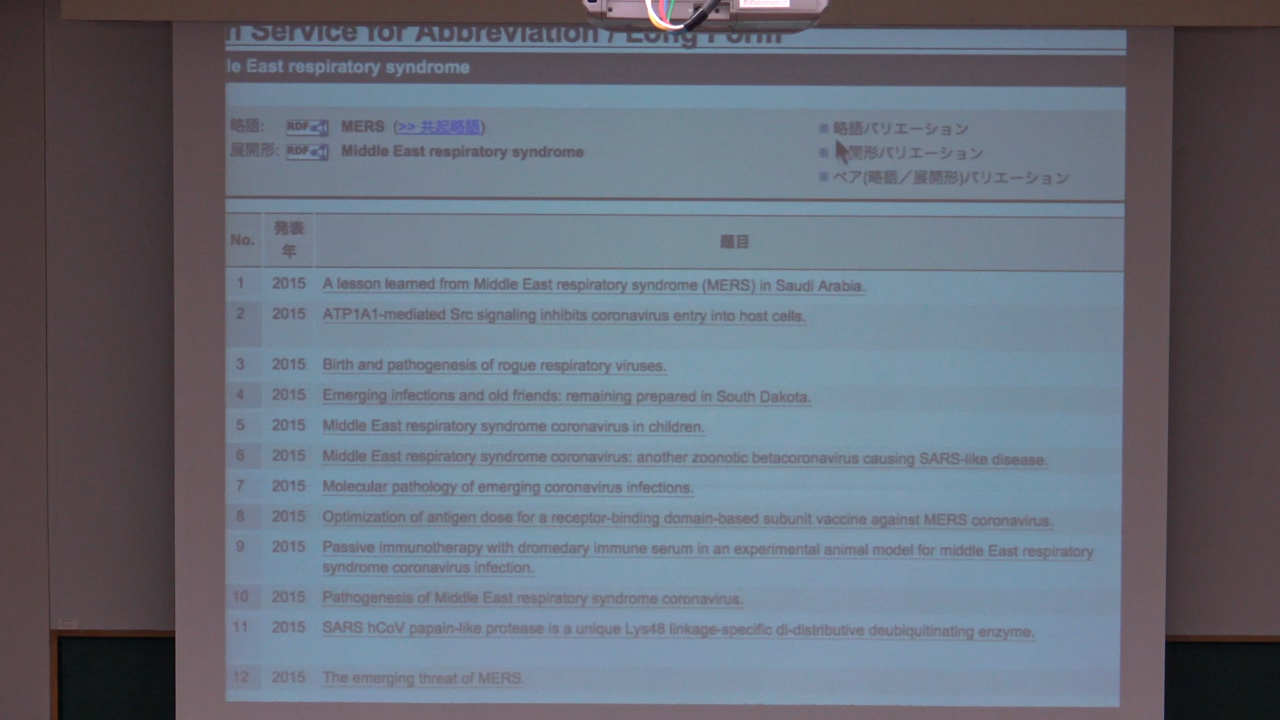 n Service for Abbreviation / Long Form
le East respiratory syndrome
略語: RDF MERS (>> 共起略語)
展開形: RDF Middle East respiratory syndrome
略語バリエーション
開形バリエーション
ペア(略語／展開形)バリエーション
No. 発表年 題目
1 2015 A lesson learned from Middle East respiratory syndrome (MERS) in Saudi Arabia.
2 2015 ATP1A1-mediated Src signaling inhibits coronavirus entry into host cells.
3 2015 Birth and pathogenesis of rogue respiratory viruses.
4 2015 Emerging infections and old friends: remaining prepared in South Dakota.
5 2015 Middle East respiratory syndrome coronavirus in children.
6 2015 Middle East respiratory syndrome coronavirus: another zoonotic betacoronavirus causing SARS-like disease.
7 2015 Molecular pathology of emerging coronavirus infections.
8 2015 Optimization of antigen dose for a receptor-binding domain-based subunit vaccine against MERS coronavirus.
9 2015 Passive immunotherapy with dromedary immune serum in an experimental animal model for middle East respiratory
syndrome coronavirus infection.
10 2015 Pathogenesis of Middle East respiratory syndrome coronavirus.
11 2015 SARS hCoV papain-like protease is a unique Lys48 linkage-specific di-distributive deubiquitinating enzyme.
12 2015 The emerging threat of MERS.